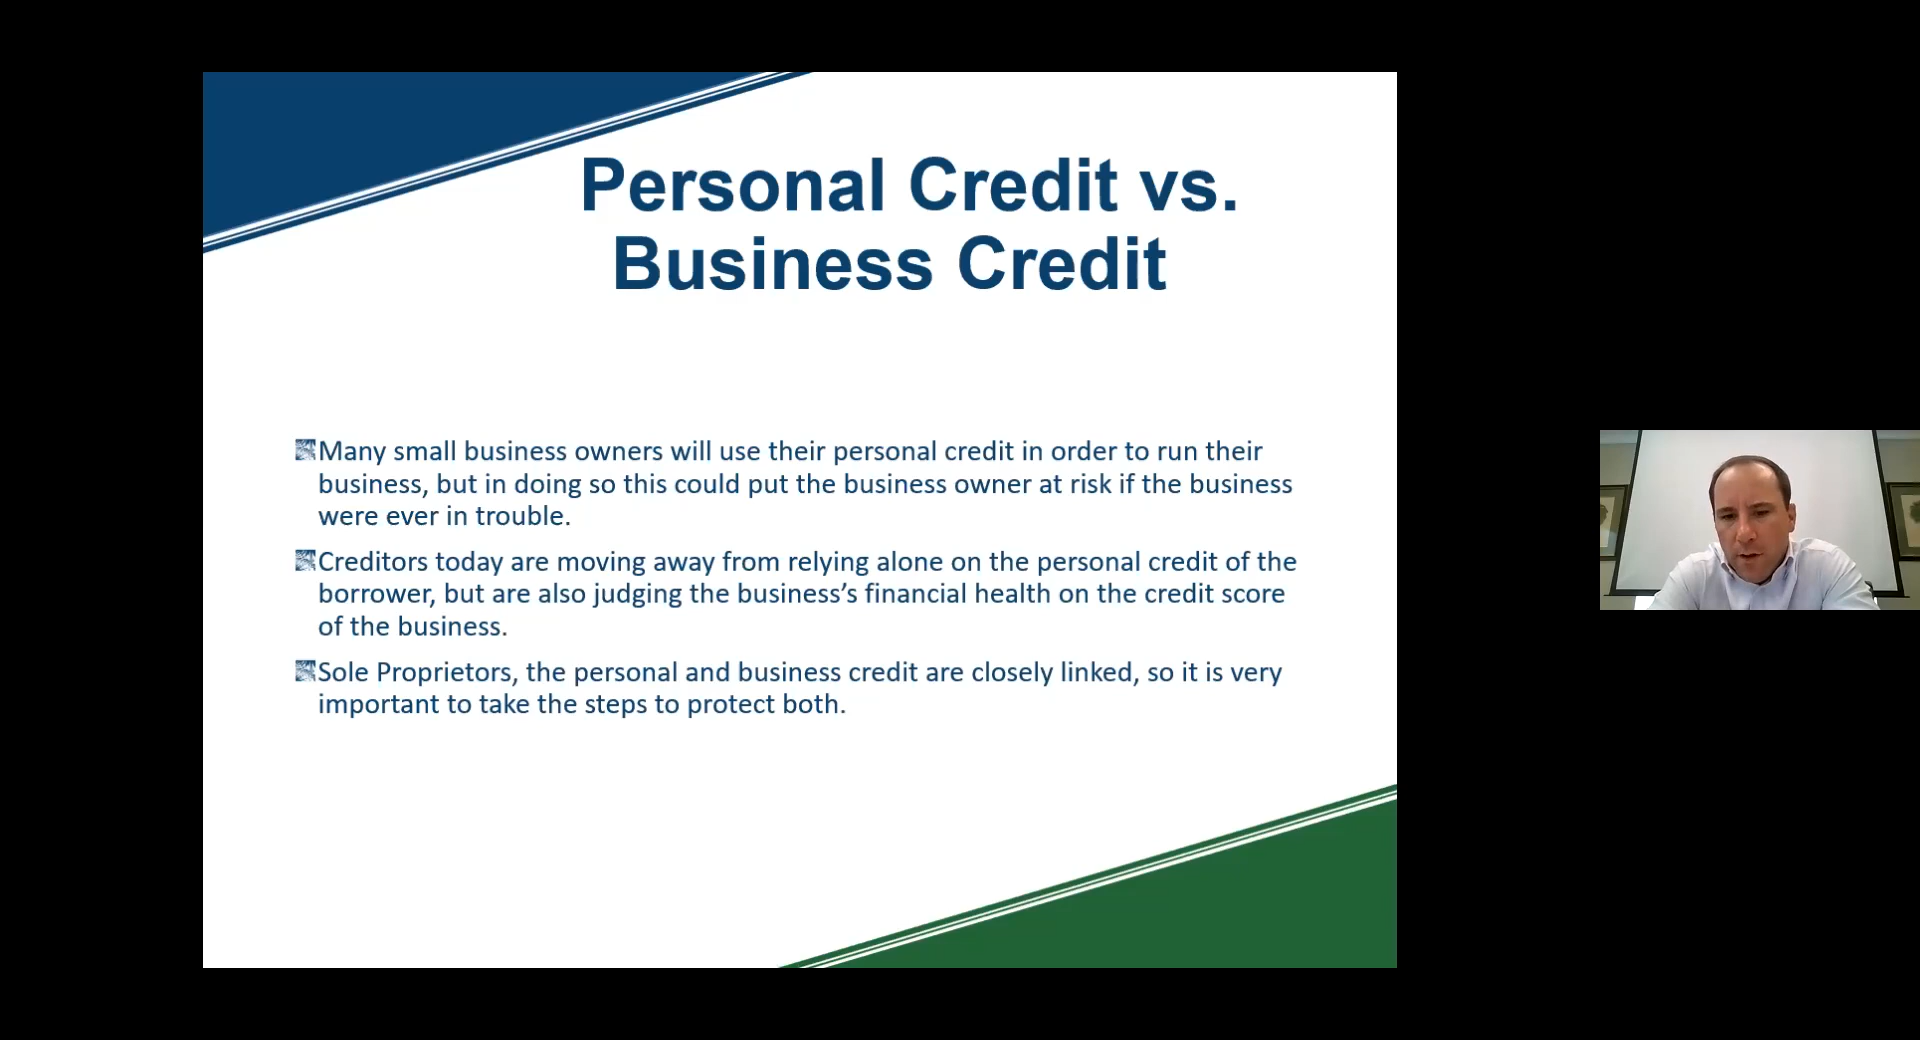 Personal Credit vs.
Business Credit
Many small business owners will use their personal credit in order to run their
business, but in doing so this could put the business owner at risk if the business
were ever in trouble.
Creditors today are moving away from relying alone on the personal credit of the
borrower, but are also judging the business’s financial health on the credit score
of the business.
Sole Proprietors, the personal and business credit are closely linked, so it is very
important to take the steps to protect both.